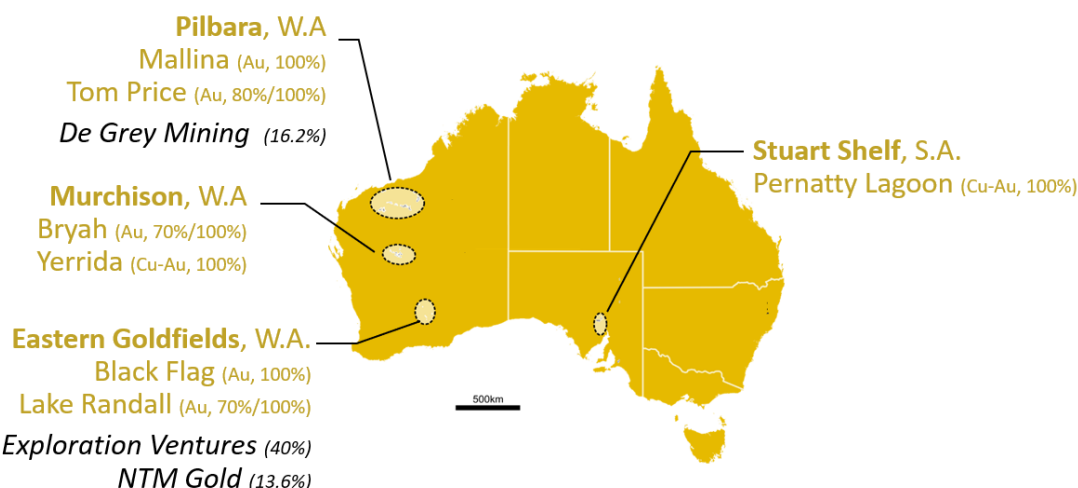 Pilbara, W.A
Mallina (Au, 100%)
Tom Price (Au, 80%/100%)
De Grey Mining (16.2%)
Murchison, W.A
Bryah (Au, 70%/100%)
Yerrida (Cu-Au, 100%)
Eastern Goldfields, W.A.
Black Flag (Au, 100%)
Lake Randall (Au, 70%/100%)
Exploration Ventures (40%)
NTM Gold (13.6%)
Stuart Shelf, S.A.
Pernatty Lagoon (Cu-Au, 100%)
500km